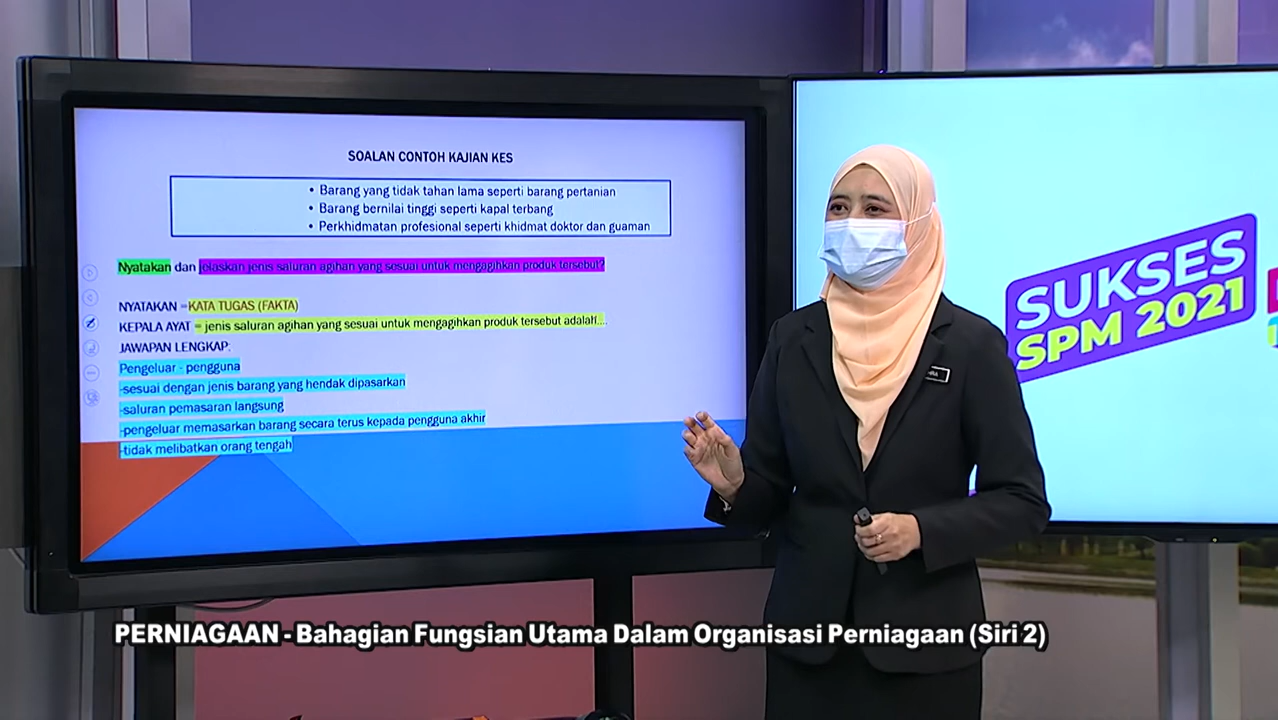 SOALAN CONTOH KAJIAN KES
• Barang yang tidak tahan lama seperti barang pertanian
• Barang bernilai tinggi seperti kapal terbang
• Perkhidmatan profesional seperti khidmat doktor dan guaman
Nyatakan dan jelaskan jenis saluran agihan yang sesuai untuk mengagihkan produk tersebut?
NYATAKAN =KATA TUGAS (FAKTA)
KEPALA AYAT = jenis saluran agihan yang sesuai untuk mengagihkan produk tersebut adalah....
JAWAPAN LENGKAP:
Pengeluar - pengguna
-sesuai dengan jenis barang yang hendak dipasarkan
-saluran pemasaran langsung
-pengeluar memasarkan barang secara terus kepada pengguna akhir
-tidak melibatkan orang tengah
SUKSES
SPM 2021
PERNIAGAAN - Bahagian Fungsian Utama Dalam Organisasi Perniagaan (Siri 2)